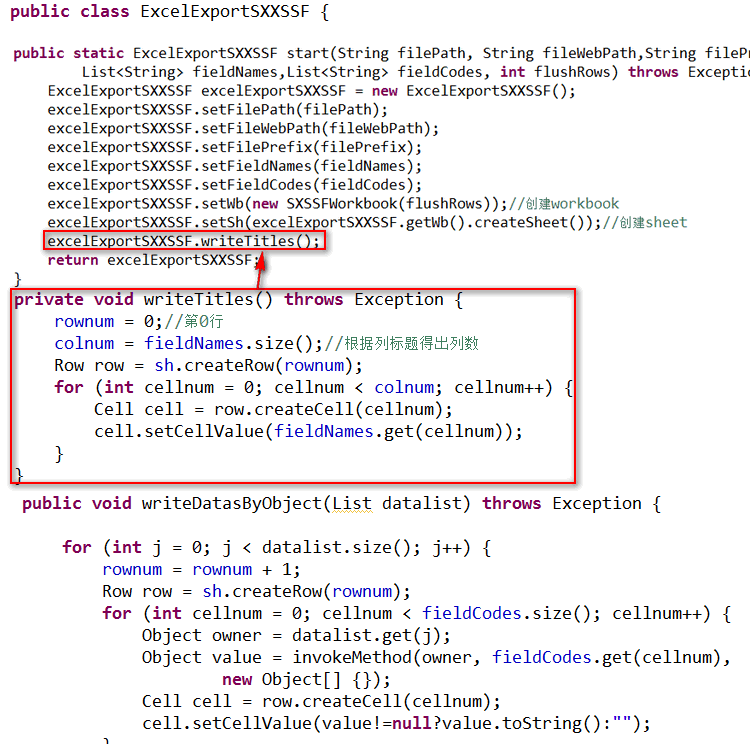 public class ExcelExportSXXSSF {
public static ExcelExportSXXSSF start(String filePath, String fileWebPath,String filePr
List<String> fieldNames,List<String> fieldCodes, int flushRows) throws Exception
ExcelExportSXXSSF excelExportSXXSSF = new ExcelExportSXXSSF();
excelExportSXXSSF.setFilePath(filePath);
excelExportSXXSSF.setFileWebPath(fileWebPath);
excelExportSXXSSF.setFilePrefix(filePrefix);
excelExportSXXSSF.setFieldNames(fieldNames);
excelExportSXXSSF.setFieldCodes(fieldCodes);
excelExportSXXSSF.setWb(new SXSSFWorkbook(flushRows));//创建workbook
excelExportSXXSSF.setSh(excelExportSXXSSF.getWb().createSheet());//创建sheet
excelExportSXXSSF.writeTitles();
return excelExportSXXSSF;
}
private void writeTitles() throws Exception {
rownum = 0;//第0行
colnum = fieldNames.size();//根据列标题得出列数
Row row = sh.createRow(rownum);
for (int cellnum = 0; cellnum < colnum; cellnum++) {
Cell cell = row.createCell(cellnum);
cell.setCellValue(fieldNames.get(cellnum));
}
}
public void writeDatasByObject(List datalist) throws Exception {
for (int j = 0; j < datalist.size(); j++) {
rownum = rownum + 1;
Row row = sh.createRow(rownum);
for (int cellnum = 0; cellnum < fieldCodes.size(); cellnum++) {
Object owner = datalist.get(j);
Object value = invokeMethod(owner, fieldCodes.get(cellnum),
new Object[] {});
Cell cell = row.createCell(cellnum);
cell.setCellValue(value!=null?value.toString():"");
}